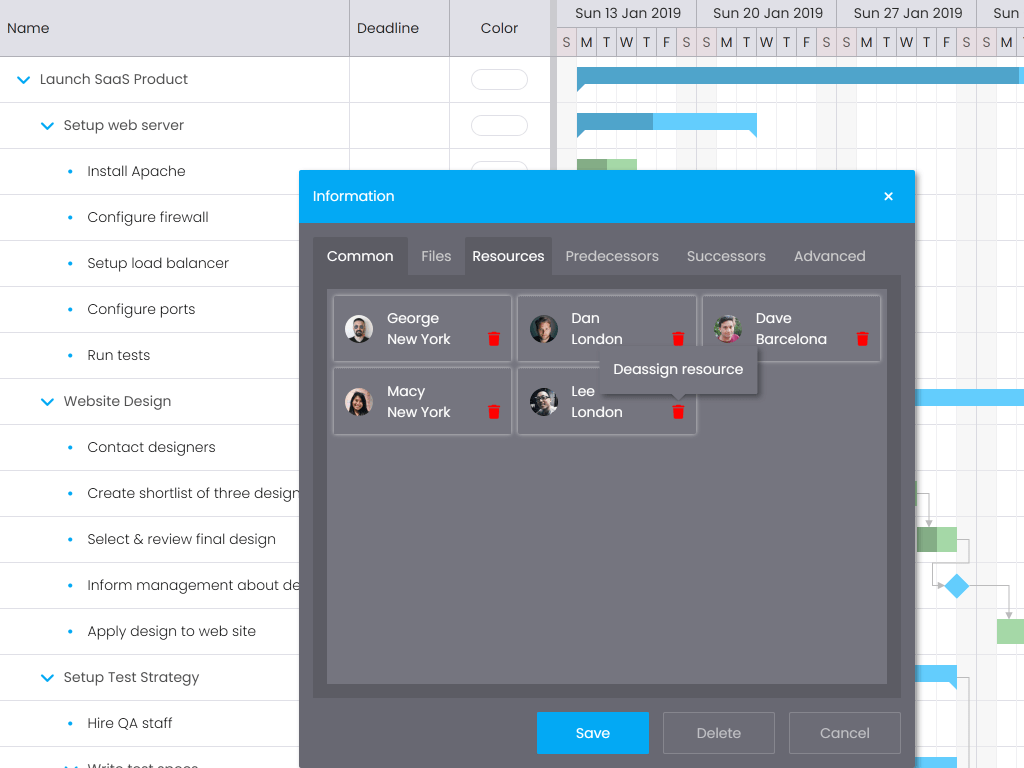 Name Deadline Color
Sun 13 Jan 2019 Sun 20 Jan 2019 Sun 27 Jan 2019 Sun
S M T W T F S S M T W T F S S M T W T F S S M
Launch SaaS Product
Setup web server
Install Apache
Configure firewall
Setup load balancer
Configure ports
Run tests
Website Design
Contact designers
Create shortlist of three design
Select & review final design
Inform management about de
Apply design to web site
Setup Test Strategy
Hire QA staff
Write test specs
Information ×
Common Files Resources Predecessors Successors Advanced
George
New York
Dan
London
Dave
Barcelona
Deassign resource
Macy
New York
Lee
London
Save Delete Cancel